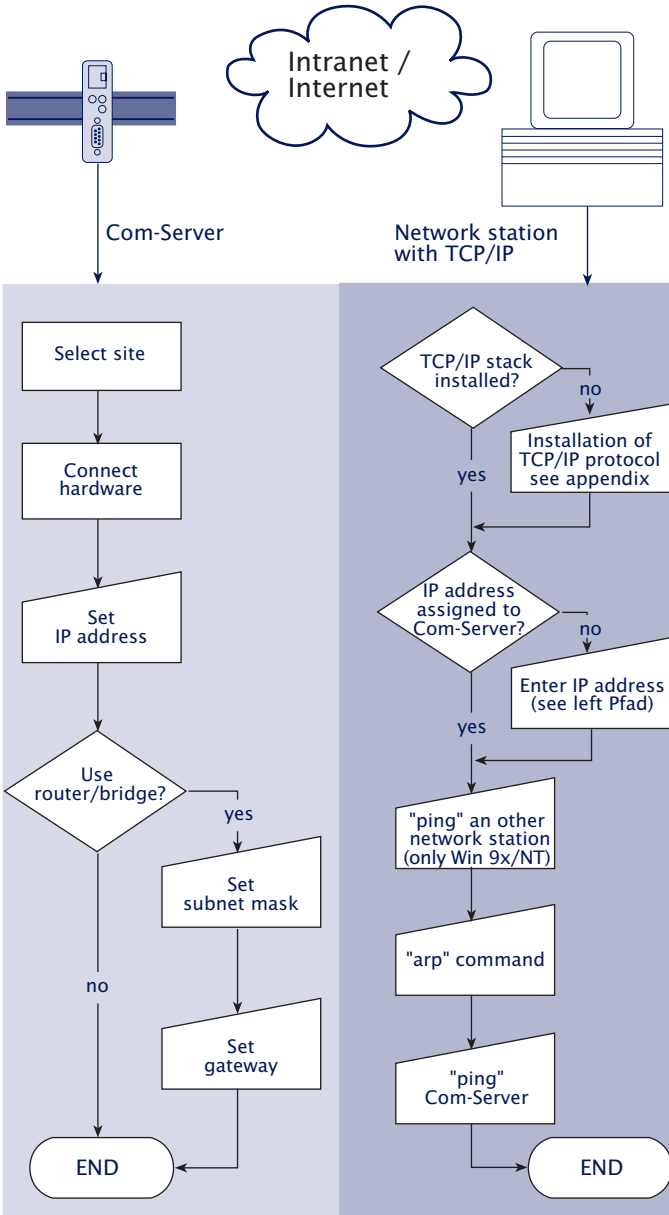 Intranet /
Internet
Com-Server
Network station
with TCP/IP
Select site
Connect
hardware
Set
IP address
Use
router/bridge?
yes
Set
subnet mask
no
Set
gateway
END
TCP/IP stack
installed?
no
Installation of
TCP/IP protocol
see appendix
yes
IP address
assigned to
Com-Server?
no
Enter IP address
(see left Pfad)
yes
"ping" an other
network station
(only Win 9x/NT)
"arp" command
"ping"
Com-Server
END